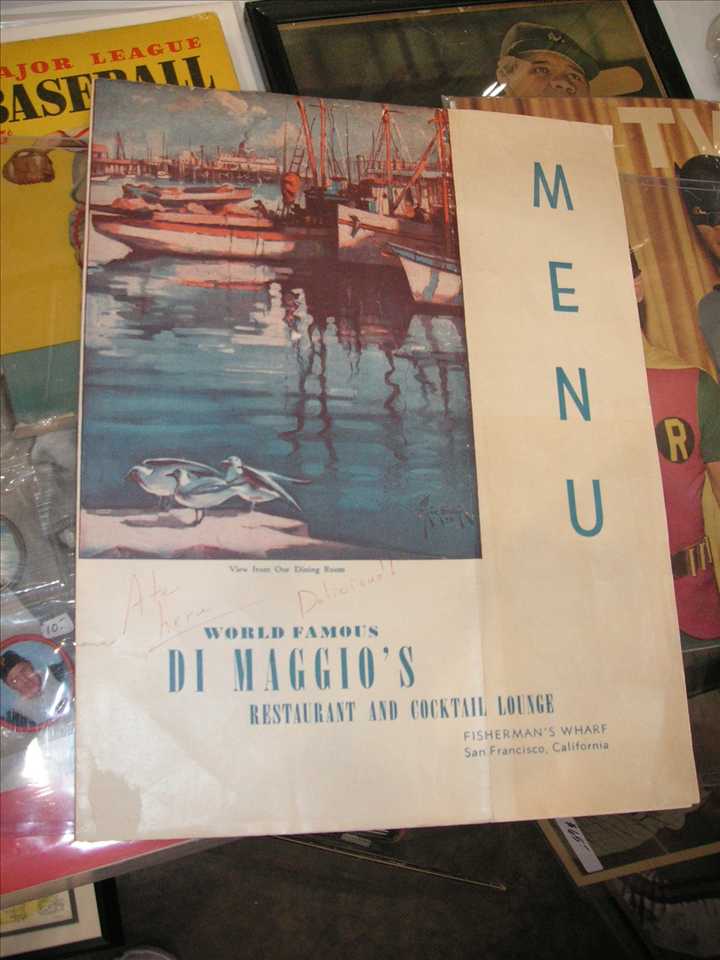 AJOR LEAGUE
BASEBALL
TV
MENU
View from Our Dining Room
Ate here Delicious!!
WORLD FAMOUS
DI MAGGIO'S
RESTAURANT AND COCKTAIL LOUNGE
FISHERMAN'S WHARF
San Francisco, California
R
10.-